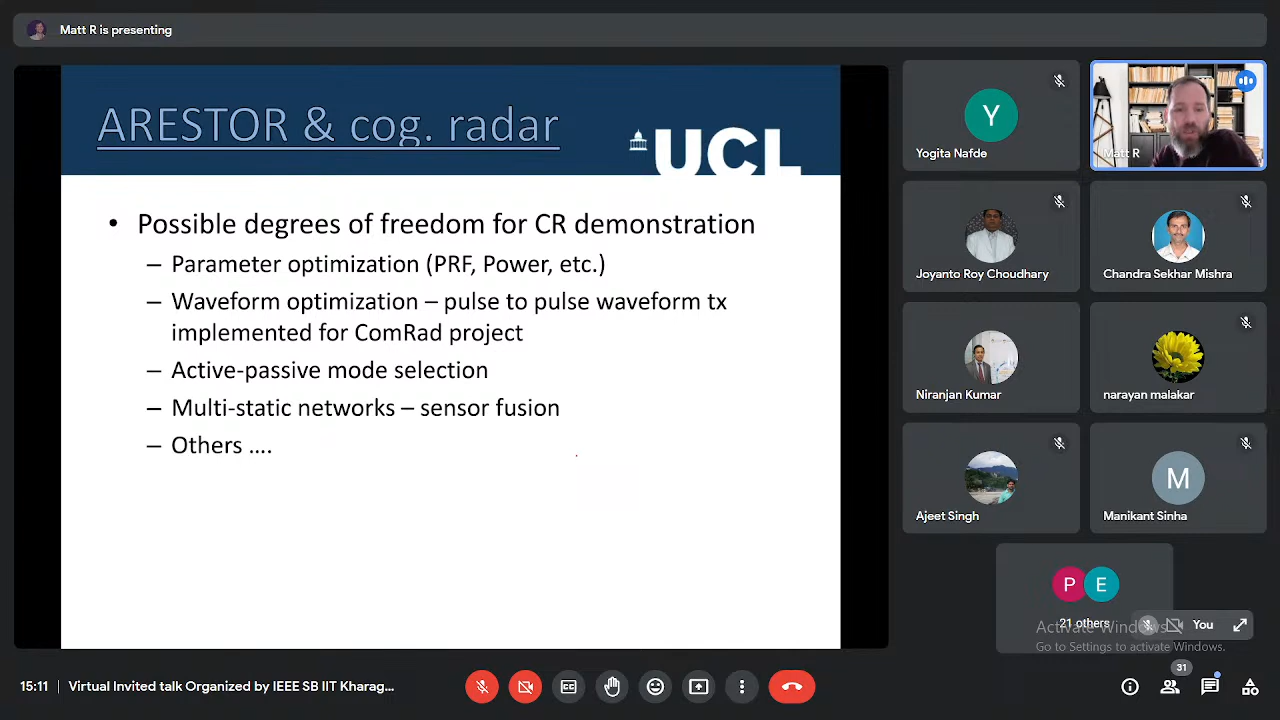 Matt R is presenting
ARESTOR & cog. radar
UCL
• Possible degrees of freedom for CR demonstration
– Parameter optimization (PRF, Power, etc.)
– Waveform optimization – pulse to pulse waveform tx
implemented for ComRad project
– Active-passive mode selection
– Multi-static networks – sensor fusion
– Others ....
Y
Yogita Nafde
Matt R
Joyanto Roy Choudhary
Chandra Sekhar Mishra
Niranjan Kumar
narayan malakar
Ajeet Singh
M
Manikant Sinha
P
E
21 others
You
Activate Windows
Go to Settings to activate Windows.
15:11 | Virtual Invited talk Organized by IEEE SB IIT Kharag...
31